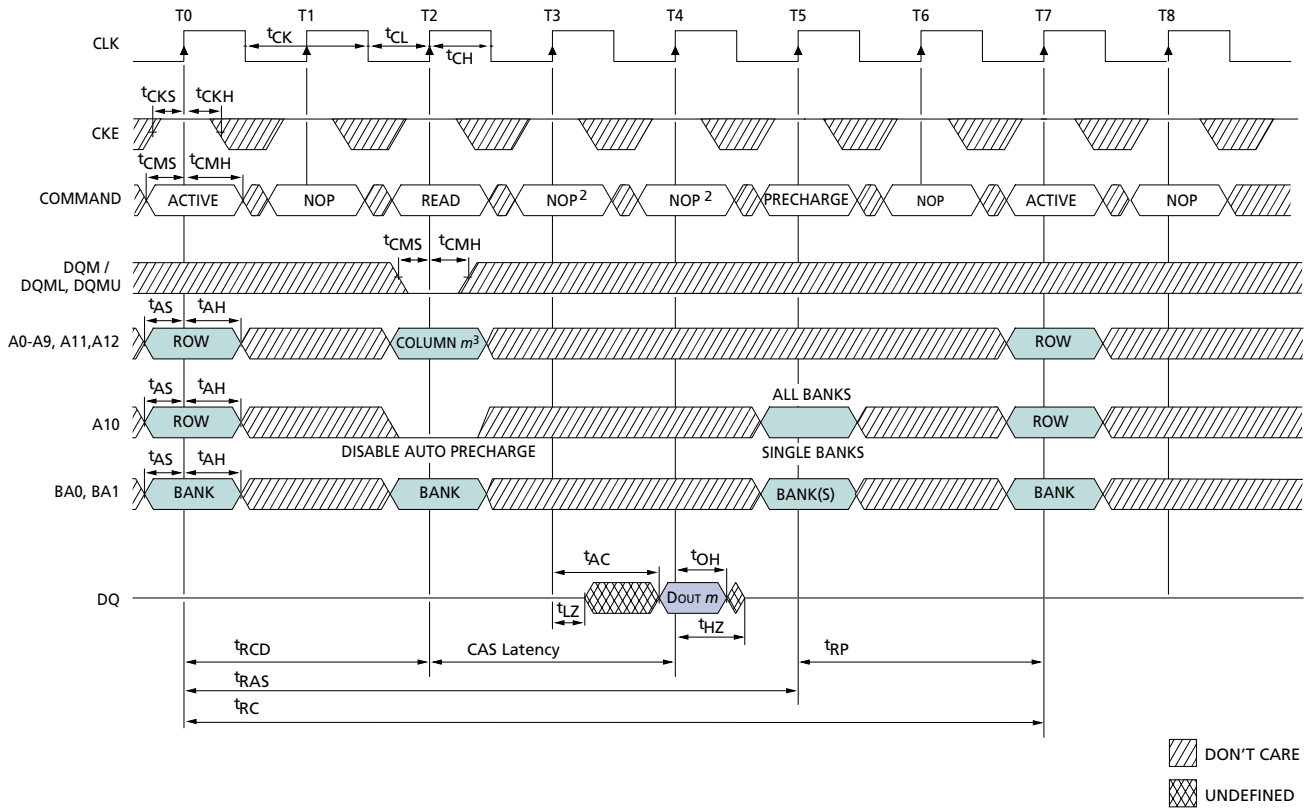 T0 T1 T2 T3 T4 T5 T6 T7 T8
CLK tCK tCL tCH
tCKS tCKH
CKE
tCMS tCMH
COMMAND ACTIVE NOP READ NOP2 NOP 2 PRECHARGE NOP ACTIVE NOP
tCMS tCMH
DQM /
DQML, DQMU
tAS tAH
A0-A9, A11,A12 ROW COLUMN m3 ROW
tAS tAH ALL BANKS
A10 ROW ROW
DISABLE AUTO PRECHARGE SINGLE BANKS
tAS tAH
BA0, BA1 BANK BANK BANK(S) BANK
tAC tOH
DQ DOUT m
tLZ tHZ
tRCD CAS Latency tRP
tRAS
tRC
DON'T CARE
UNDEFINED